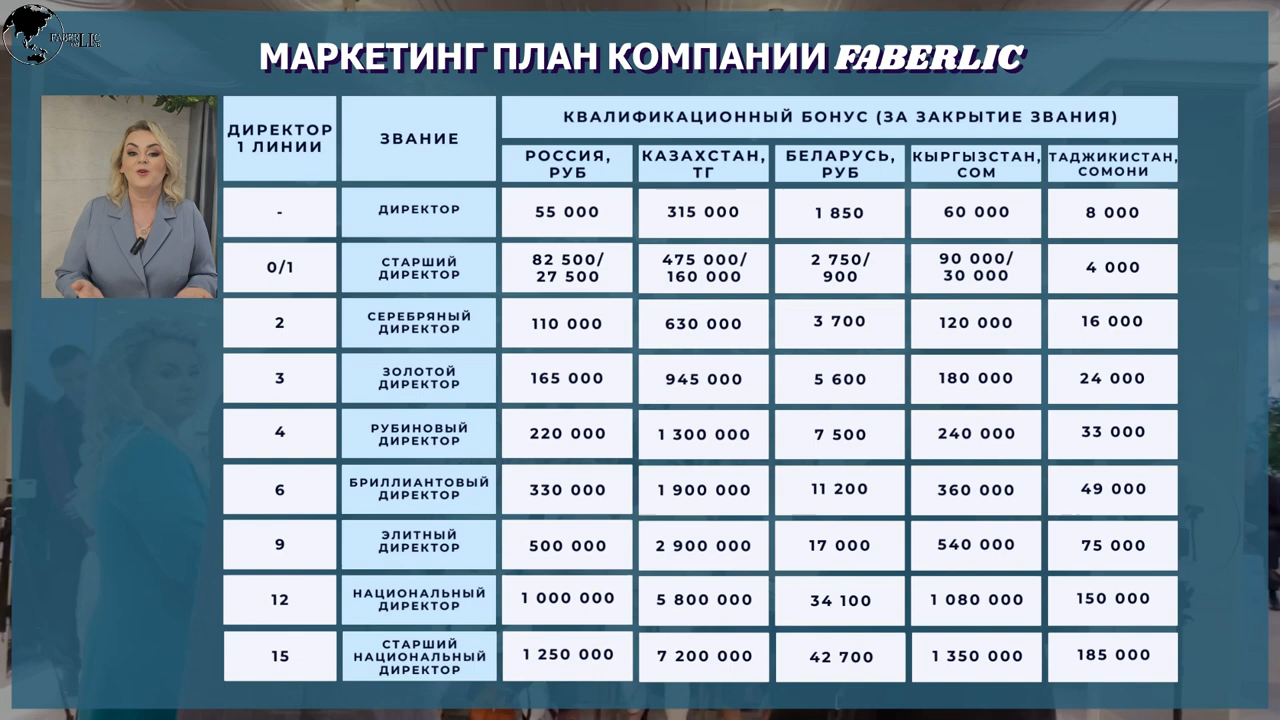 FABERLIC
МАРКЕТИНГ ПЛАН КОМПАНИИ FABERLIC
ДИРЕКТОР
1 ЛИНИИ
ЗВАНИЕ
КВАЛИФИКАЦИОННЫЙ БОНУС (ЗА ЗАКРЫТИЕ ЗВАНИЯ)
РОССИЯ,
РУБ
КАЗАХСТАН,
ТГ
БЕЛАРУСЬ,
РУБ
КЫРГЫЗСТАН,
СОМ
ТАДЖИКИСТАН,
СОМОНИ
-
ДИРЕКТОР
55 000
315 000
1 850
60 000
8 000
0/1
СТАРШИЙ
ДИРЕКТОР
82 500/
27 500
475 000/
160 000
2 750/
900
90 000/
30 000
4 000
2
СЕРЕБРЯНЫЙ
ДИРЕКТОР
110 000
630 000
3 700
120 000
16 000
3
ЗОЛОТОЙ
ДИРЕКТОР
165 000
945 000
5 600
180 000
24 000
4
РУБИНОВЫЙ
ДИРЕКТОР
220 000
1 300 000
7 500
240 000
33 000
6
БРИЛЛИАНТОВЫЙ
ДИРЕКТОР
330 000
1 900 000
11 200
360 000
49 000
9
ЭЛИТНЫЙ
ДИРЕКТОР
500 000
2 900 000
17 000
540 000
75 000
12
НАЦИОНАЛЬНЫЙ
ДИРЕКТОР
1 000 000
5 800 000
34 100
1 080 000
150 000
15
СТАРШИЙ
НАЦИОНАЛЬНЫЙ
ДИРЕКТОР
1 250 000
7 200 000
42 700
1 350 000
185 000